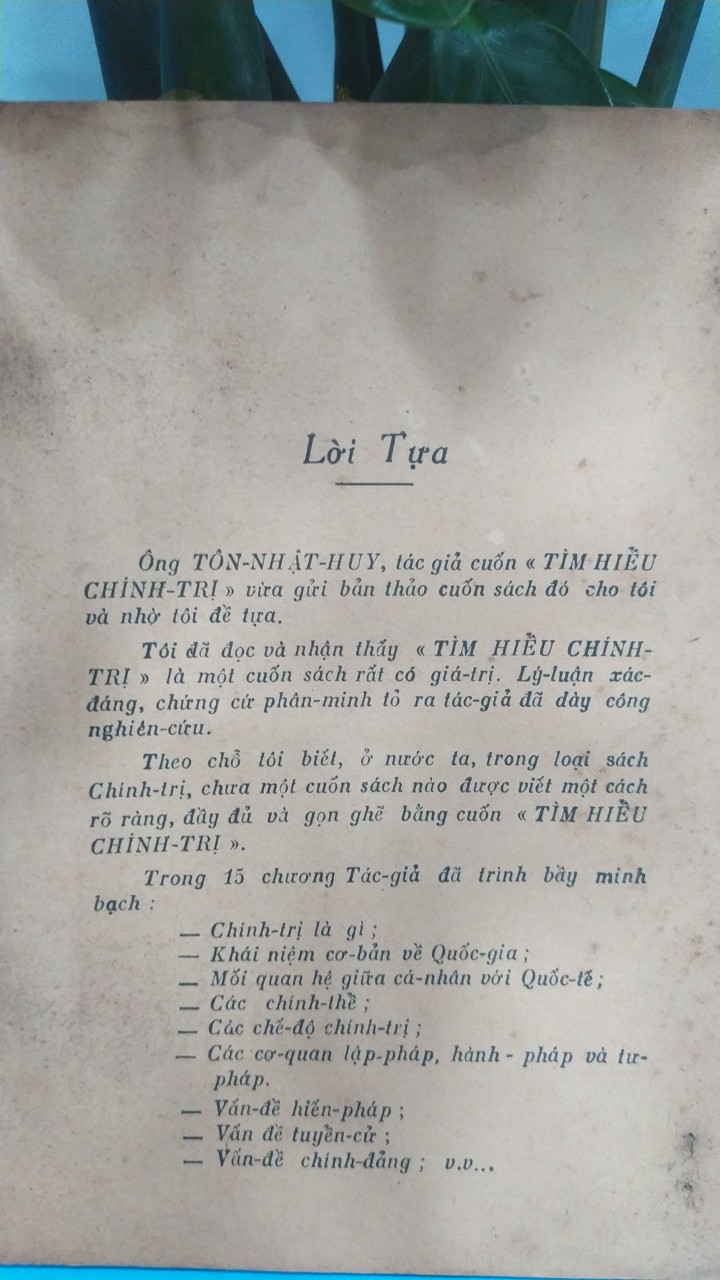 Lời Tựa
Ông TÔN-NHẬT-HUY, tác giả cuốn « TÌM HIỂU
CHÍNH-TRỊ » vừa gửi bản thảo cuốn sách đó cho tôi
và nhờ tôi đề tựa.
Tôi đã đọc và nhận thấy « TÌM HIỂU CHÍNH-
TRỊ » là một cuốn sách rất có giá-trị. Lý-luận xác-
đáng, chứng cứ phân-minh tỏ ra tác-giả đã dày công
nghiên-cứu.
Theo chỗ tôi biết, ở nước ta, trong loại sách
Chính-trị, chưa một cuốn sách nào được viết một cách
rõ ràng, đầy đủ và gọn ghẽ bằng cuốn « TÌM HIỂU
CHÍNH-TRỊ ».
Trong 15 chương Tác-giả đã trình bầy minh
bạch :
— Chính-trị là gì ;
— Khái niệm cơ-bản về Quốc-gia ;
— Mối quan hệ giữa cá-nhân với Quốc-tế ;
— Các chính-thể ;
— Các chế-độ chính-trị ;
— Các cơ-quan lập-pháp, hành - pháp và tư-
pháp.
— Vấn-đề hiến-pháp ;
— Vấn đề tuyển-cử ;
— Vấn-đề chính-đảng ; v.v...